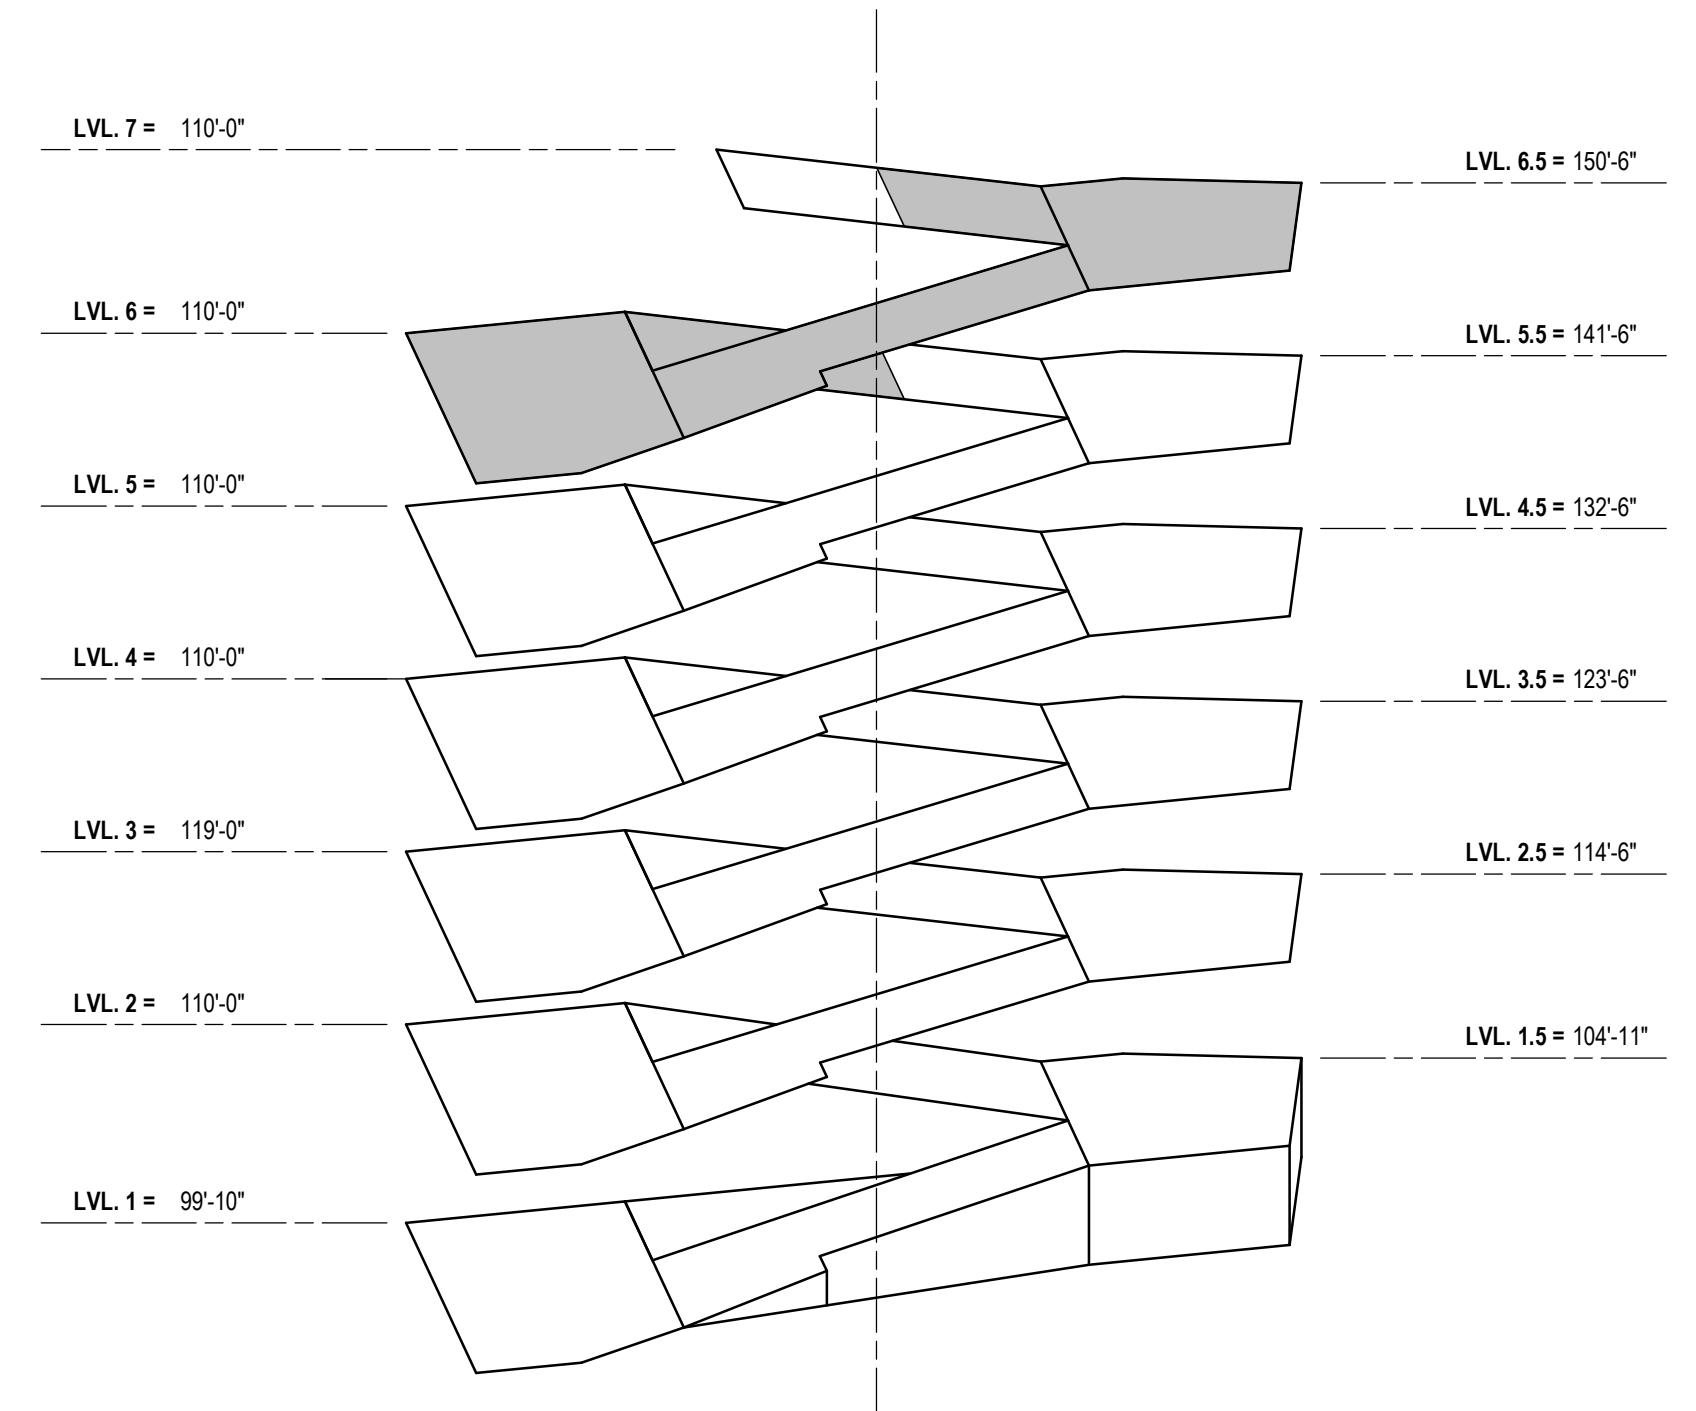 LVL. 7 = 110'-0"
LVL. 6.5 = 150'-6"
LVL. 6 = 110'-0"
LVL. 5.5 = 141'-6"
LVL. 5 = 110'-0"
LVL. 4.5 = 132'-6"
LVL. 4 = 110'-0"
LVL. 3.5 = 123'-6"
LVL. 3 = 119'-0"
LVL. 2.5 = 114'-6"
LVL. 2 = 110'-0"
LVL. 1.5 = 104'-11"
LVL. 1 = 99'-10"